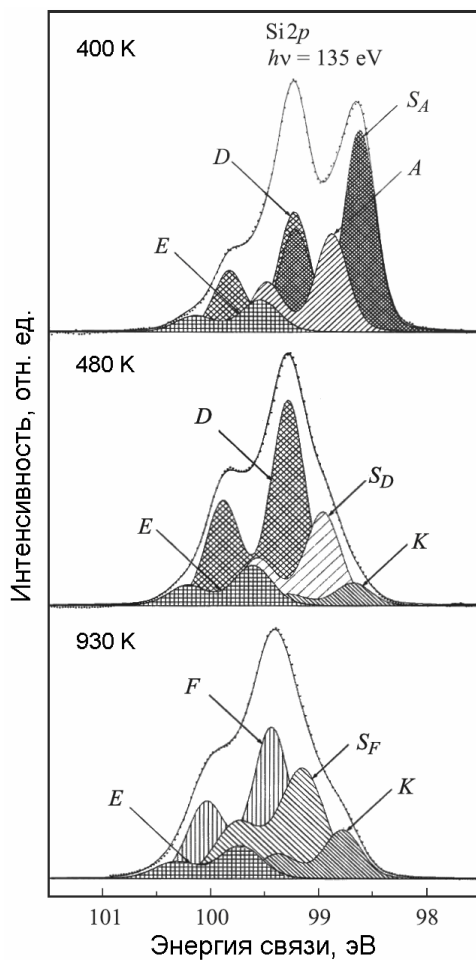 400 K
Si2p
hν = 135 eV
S_A
D
A
E
480 K
D
S_D
E
K
930 K
F
S_F
E
K
Интенсивность, отн. ед.
101 100 99 98
Энергия связи, эВ